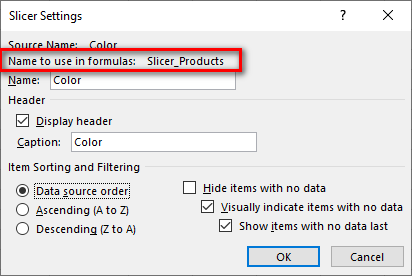 Slicer Settings
Source Name: Color
Name to use in formulas: Slicer_Products
Name: Color
Header
Display header
Caption: Color
Item Sorting and Filtering
Data source order
Ascending (A to Z)
Descending (Z to A)
Hide items with no data
Visually indicate items with no data
Show items with no data last
OK Cancel